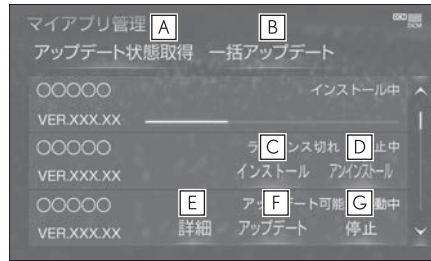 マイアプリ管理
A
B
アップデート状態取得 一括アップデート
○○○○○ インストール中
VER.XXX.XX
○○○○○ C D 止中
VER.XXX.XX インストール アンインストール
○○○○○ E F G 動中
VER.XXX.XX 詳細 アップデート 停止